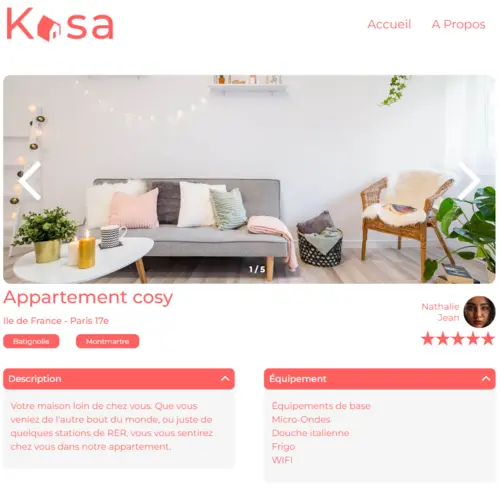 Kasa
Accueil A Propos
1 / 5
Appartement cosy
Ile de France - Paris 17e
Batignolle Montmartre
Nathalie
Jean
Description
Votre maison loin de chez vous. Que vous
veniez de l'autre bout du monde, ou juste de
quelques stations de RER, vous vous sentirez
chez vous dans notre appartement.
Équipement
Équipements de base
Micro-Ondes
Douche italienne
Frigo
WIFI